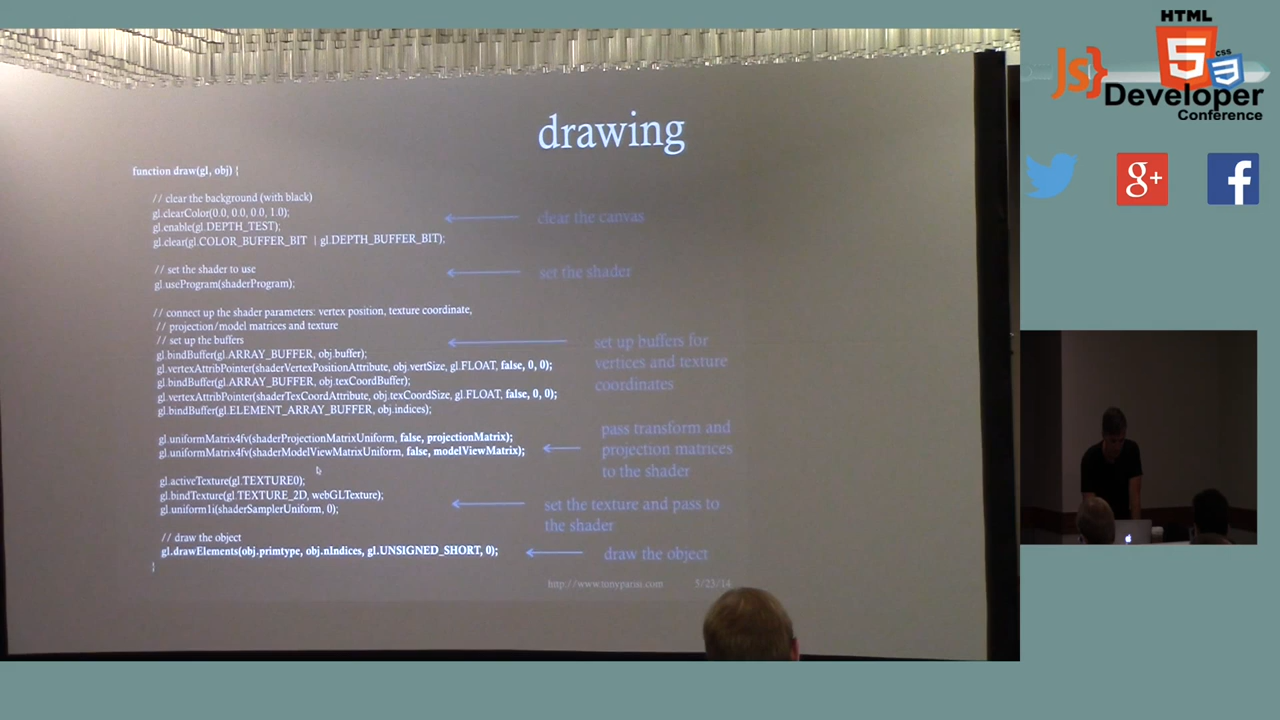 drawing
function draw(gl, obj) {
// clear the background (with black)
gl.clearColor(0.0, 0.0, 0.0, 1.0);
gl.enable(gl.DEPTH_TEST);
gl.clear(gl.COLOR_BUFFER_BIT | gl.DEPTH_BUFFER_BIT);
clear the canvas
// set the shader to use
gl.useProgram(shaderProgram);
set the shader
// connect up the shader parameters: vertex position, texture coordinate,
// projection/model matrices and texture
// set up the buffers
gl.bindBuffer(gl.ARRAY_BUFFER, obj.buffer);
gl.vertexAttribPointer(shaderVertexPositionAttribute, obj.vertSize, gl.FLOAT, false, 0, 0);
gl.bindBuffer(gl.ARRAY_BUFFER, obj.texCoordBuffer);
gl.vertexAttribPointer(shaderTexCoordAttribute, obj.texCoordSize, gl.FLOAT, false, 0, 0);
gl.bindBuffer(gl.ELEMENT_ARRAY_BUFFER, obj.indices);
set up buffers for
vertices and texture
coordinates
gl.uniformMatrix4fv(shaderProjectionMatrixUniform, false, projectionMatrix);
gl.uniformMatrix4fv(shaderModelViewMatrixUniform, false, modelViewMatrix);
pass transform and
projection matrices
to the shader
gl.activeTexture(gl.TEXTURE0);
gl.bindTexture(gl.TEXTURE_2D, webGLTexture);
gl.uniform1i(shaderSamplerUniform, 0);
set the texture and pass to
the shader
// draw the object
gl.drawElements(obj.primtype, obj.nIndices, gl.UNSIGNED_SHORT, 0);
draw the object
}
http://www.tonyparisi.com
5/23/14
HTML
JS}
5
CSS
3
Developer
Conference
g+
f